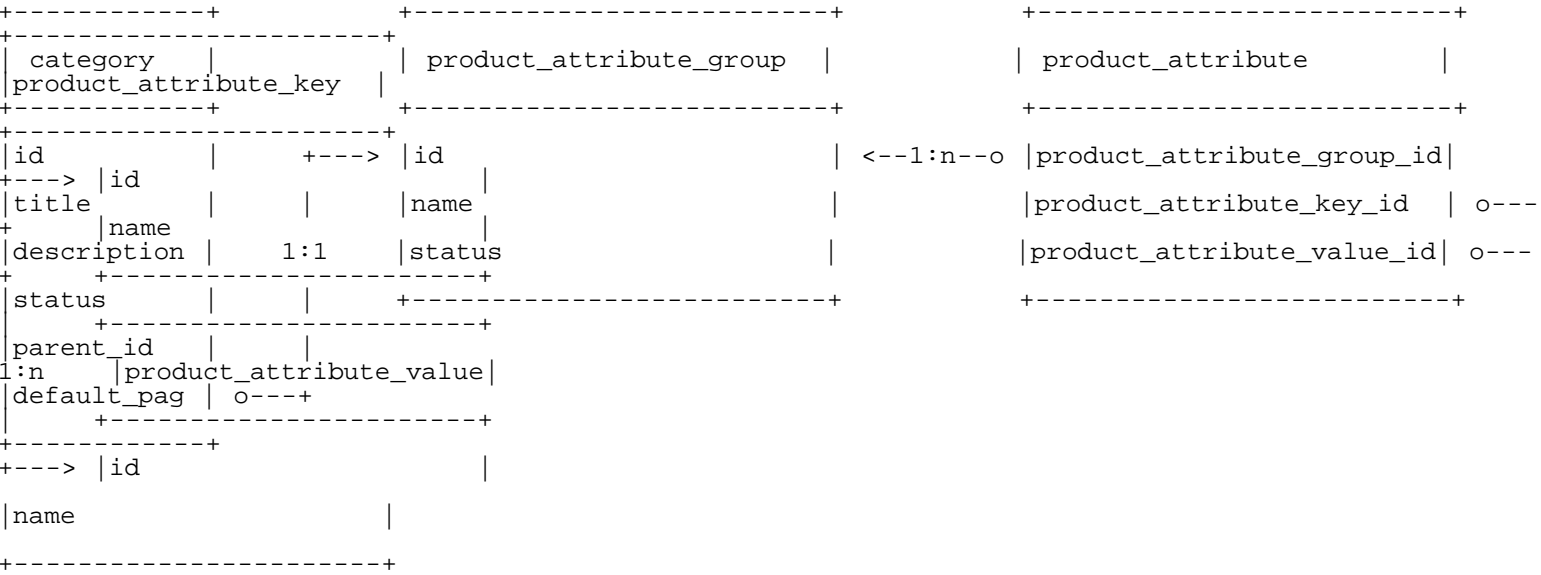 +------------+ +--------------------------+ +--------------------------+
+-----------------------+
| category | | product_attribute_group | | product_attribute |
|product_attribute_key |
+------------+ +--------------------------+ +--------------------------+
+-----------------------+
|id | +---> |id | <--1:n--o |product_attribute_group_id|
+---> |id |
|title | | |name | |product_attribute_key_id | o---
+ |name |
|description | 1:1 |status | |product_attribute_value_id| o---
+ +-----------------------+
|status | | +--------------------------+ +--------------------------+
| +-----------------------+
|parent_id | |
1:n |product_attribute_value|
|default_pag | o----+
| +-----------------------+
+------------+
+---> |id |
|name |
+-----------------------+